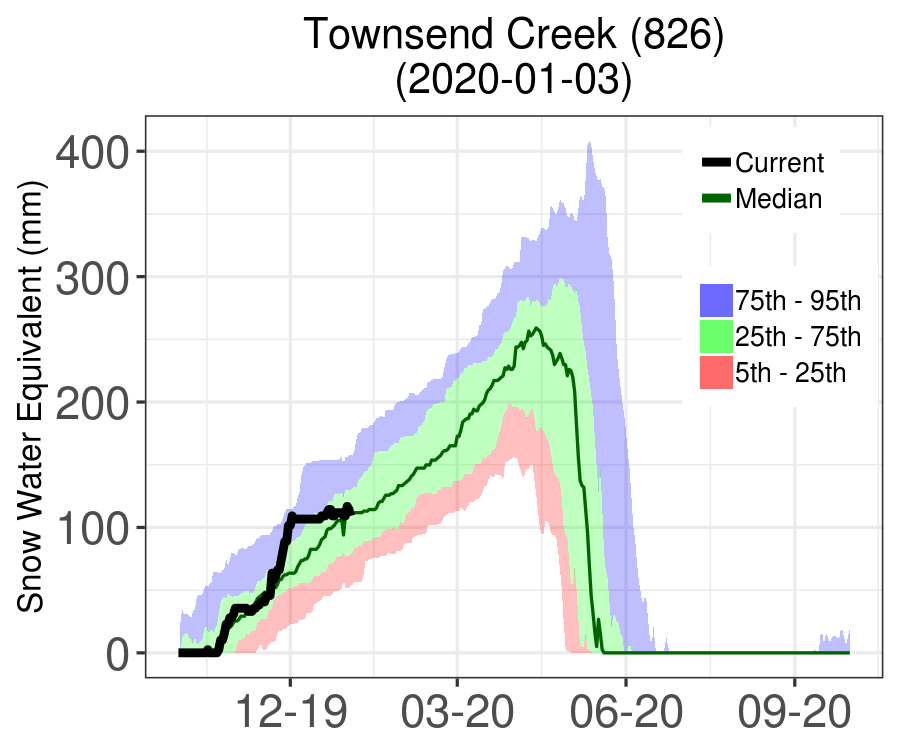 Townsend Creek (826)
(2020-01-03)
Snow Water Equivalent (mm)
400
300
200
100
0
12-19
03-20
06-20
09-20
Current
Median
75th - 95th
25th - 75th
5th - 25th